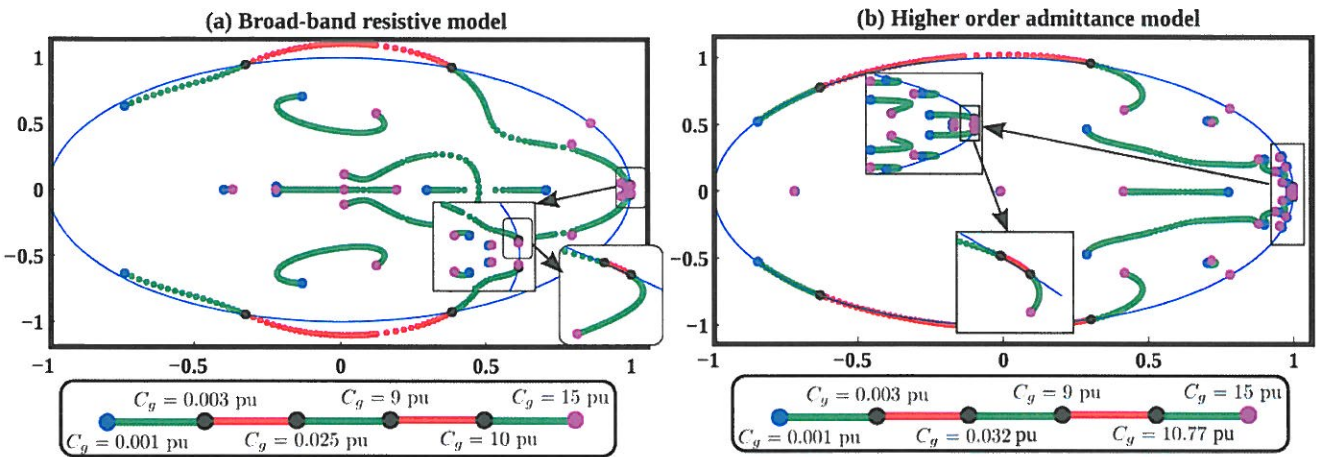 (a) Broad-band resistive model
1
0.5
0
−0.5
−1
−1
−0.5
0
0.5
1
C_g = 0.003 pu
C_g = 9 pu
C_g = 15 pu
C_g = 0.001 pu
C_g = 0.025 pu
C_g = 10 pu
(b) Higher order admittance model
1
0.5
0
−0.5
−1
−1
−0.5
0
0.5
1
C_g = 0.003 pu
C_g = 9 pu
C_g = 15 pu
C_g = 0.001 pu
C_g = 0.032 pu
C_g = 10.77 pu